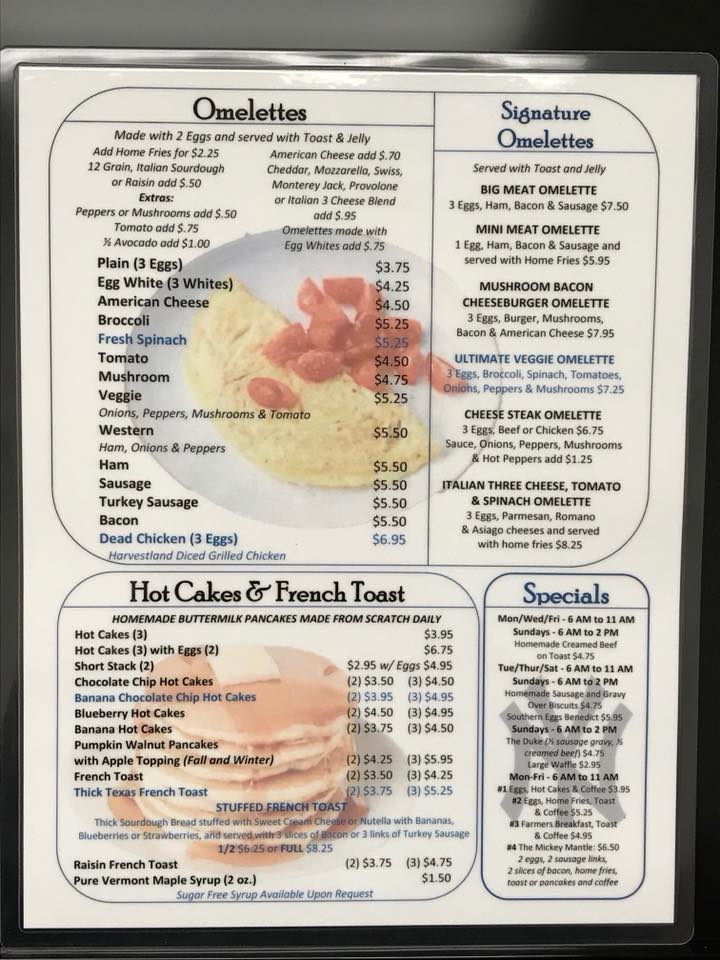 Omelettes
Made with 2 Eggs and served with Toast & Jelly
Add Home Fries for $2.25
12 Grain, Italian Sourdough
or Raisin add $.50
Extras:
Peppers or Mushrooms add $.50
Tomato add $.75
½ Avocado add $1.00
American Cheese add $.70
Cheddar, Mozzarella, Swiss,
Monterey Jack, Provolone
or Italian 3 Cheese Blend
add $.95
Omelettes made with
Egg Whites add $.75
Plain (3 Eggs) $3.75
Egg White (3 Whites) $4.25
American Cheese $4.50
Broccoli $5.25
Fresh Spinach $5.25
Tomato $4.50
Mushroom $4.75
Veggie $5.25
Onions, Peppers, Mushrooms & Tomato
Western $5.50
Ham, Onions & Peppers
Ham $5.50
Sausage $5.50
Turkey Sausage $5.50
Bacon $5.50
Dead Chicken (3 Eggs) $6.95
Harvestland Diced Grilled Chicken
Signature
Omelettes
Served with Toast and Jelly
BIG MEAT OMELETTE
3 Eggs, Ham, Bacon & Sausage $7.50
MINI MEAT OMELETTE
1 Egg, Ham, Bacon & Sausage and
served with Home Fries $5.95
MUSHROOM BACON
CHEESEBURGER OMELETTE
3 Eggs, Burger, Mushrooms,
Bacon & American Cheese $7.95
ULTIMATE VEGGIE OMELETTE
3 Eggs, Broccoli, Spinach, Tomatoes,
Onions, Peppers & Mushrooms $7.25
CHEESE STEAK OMELETTE
3 Eggs, Beef or Chicken $6.75
Sauce, Onions, Peppers, Mushrooms
& Hot Peppers add $1.25
ITALIAN THREE CHEESE, TOMATO
& SPINACH OMELETTE
3 Eggs, Parmesan, Romano
& Asiago cheeses and served
with home fries $8.25
Hot Cakes & French Toast
HOMEMADE BUTTERMILK PANCAKES MADE FROM SCRATCH DAILY
Hot Cakes (3) $3.95
Hot Cakes (3) with Eggs (2) $6.75
Short Stack (2) $2.95 w/ Eggs $4.95
Chocolate Chip Hot Cakes (2) $3.50 (3) $4.50
Banana Chocolate Chip Hot Cakes (2) $3.95 (3) $4.95
Blueberry Hot Cakes (2) $4.50 (3) $4.95
Banana Hot Cakes (2) $3.75 (3) $4.50
Pumpkin Walnut Pancakes
with Apple Topping (Fall and Winter) (2) $4.25 (3) $5.95
French Toast (2) $3.50 (3) $4.25
Thick Texas French Toast (2) $3.75 (3) $5.25
STUFFED FRENCH TOAST
Thick Sourdough Bread stuffed with Sweet Cream Cheese or Nutella with Bananas,
Blueberries or Strawberries, and served with 3 slices of Bacon or 3 links of Turkey Sausage
1/2 $6.25 or FULL $8.25
Raisin French Toast (2) $3.75 (3) $4.75
Pure Vermont Maple Syrup (2 oz.) $1.50
Sugar Free Syrup Available Upon Request
Specials
Mon/Wed/Fri - 6 AM to 11 AM
Sundays - 6 AM to 2 PM
Homemade Creamed Beef
on Toast $4.75
Tue/Thur/Sat - 6 AM to 11 AM
Sundays - 6 AM to 2 PM
Homemade Sausage and Gravy
Over Biscuits $4.75
Southern Eggs Benedict $5.95
Sundays - 6 AM to 2 PM
The Duke (½ sausage gravy, ½
creamed beef) $4.75
Large Waffle $2.95
Mon-Fri - 6 AM to 11 AM
#1 Eggs, Hot Cakes & Coffee $3.95
#2 Eggs, Home Fries, Toast
& Coffee $5.25
#3 Farmers Breakfast, Toast
& Coffee $4.95
#4 The Mickey Mantle: $6.50
2 eggs, 2 sausage links,
2 slices of bacon, home fries,
toast or pancakes and coffee